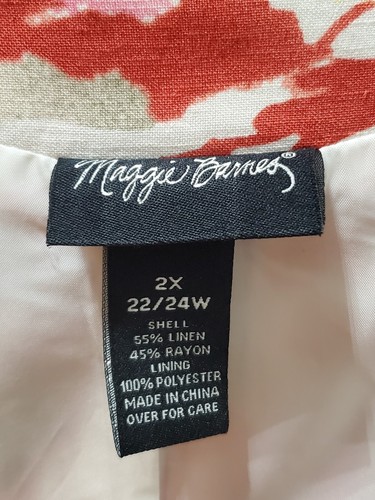 Maggie Barnes®
2X
22/24W
SHELL
55% LINEN
45% RAYON
LINING
100% POLYESTER
MADE IN CHINA
OVER FOR CARE